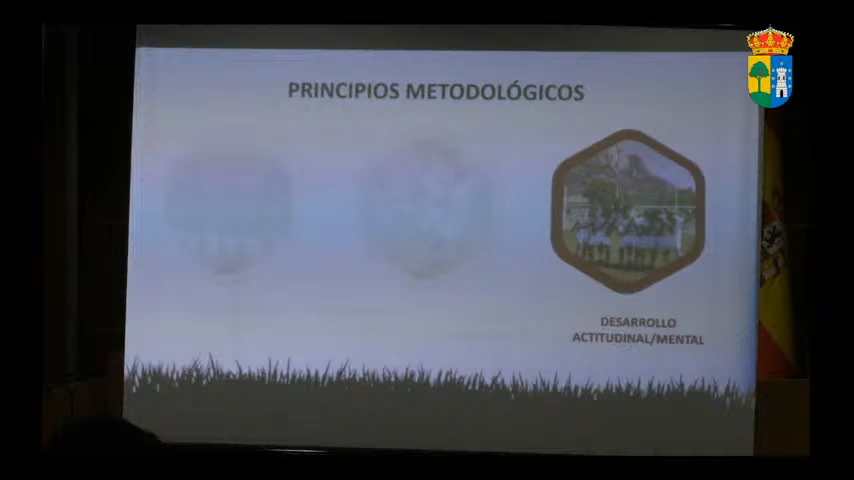 PRINCIPIOS METODOLÓGICOS
DESARROLLO
ACTITUDINAL/MENTAL